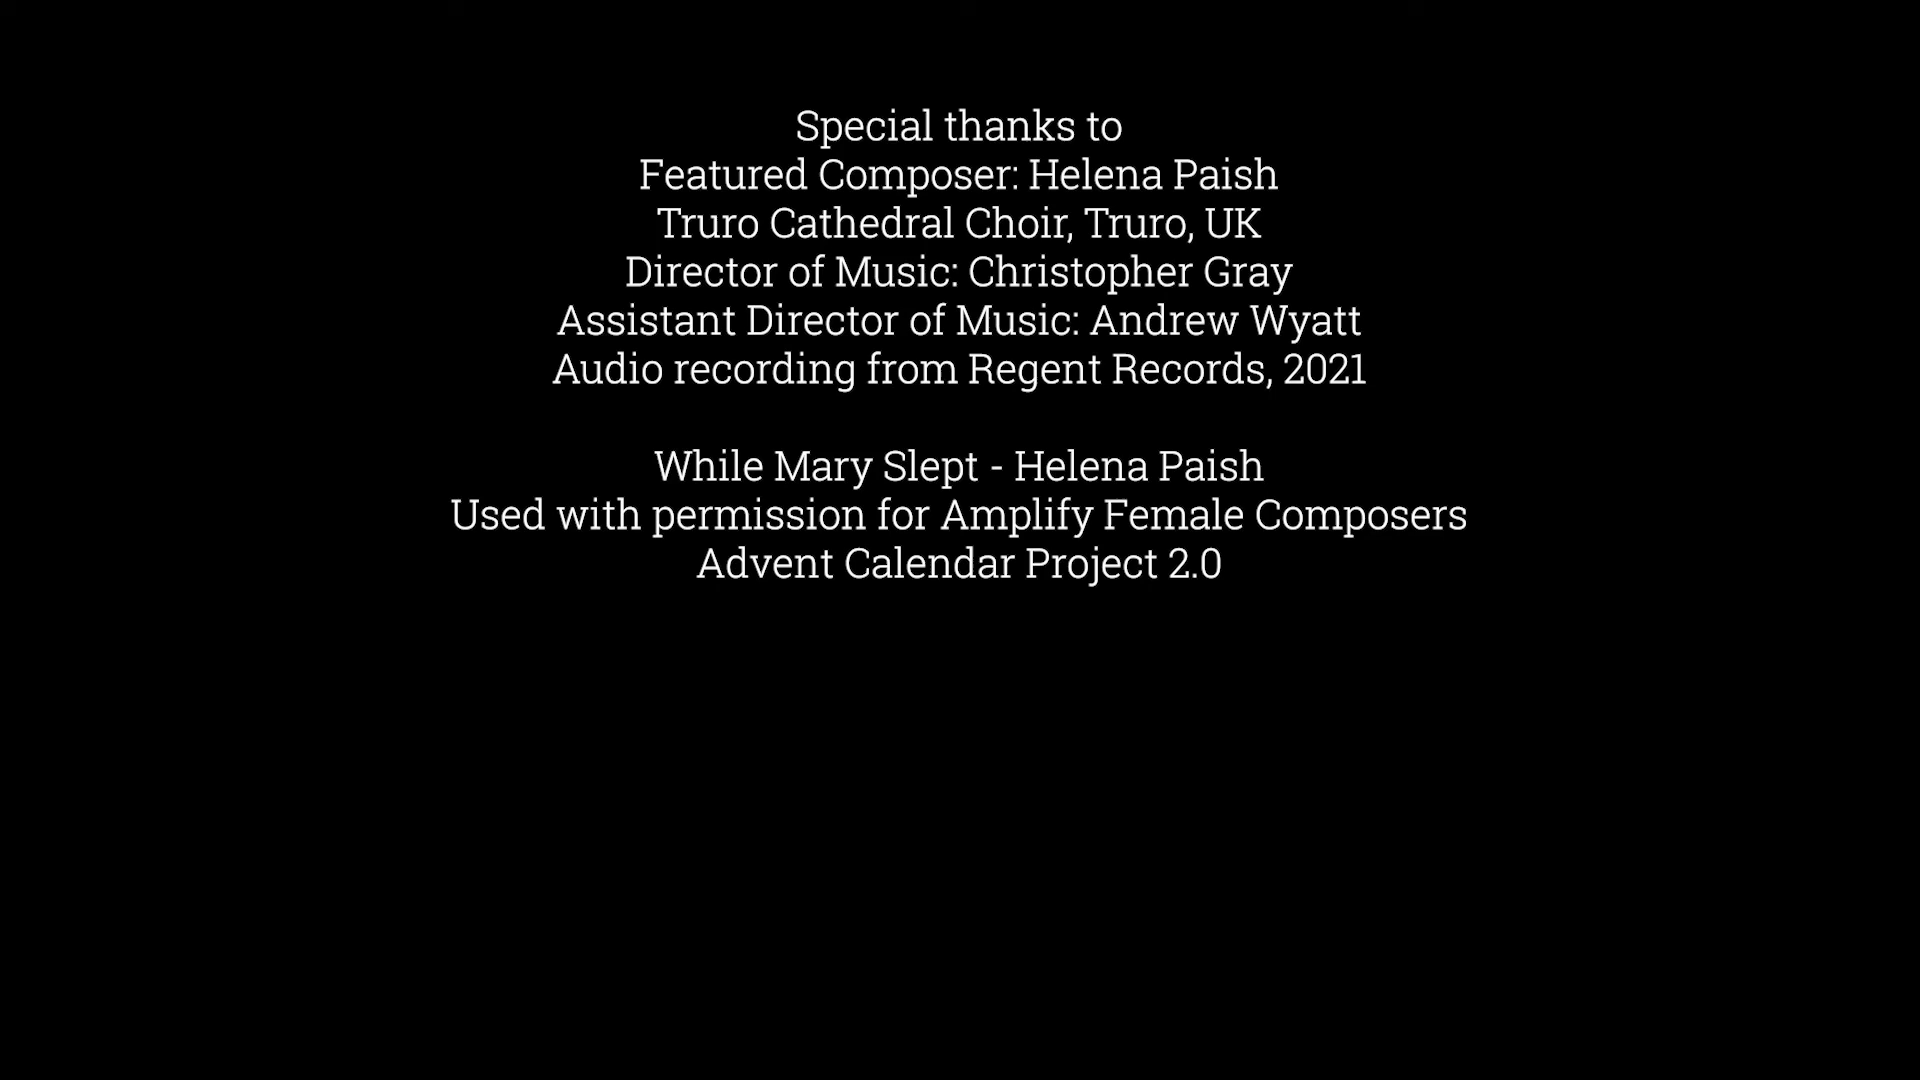 Special thanks to
Featured Composer: Helena Paish
Truro Cathedral Choir, Truro, UK
Director of Music: Christopher Gray
Assistant Director of Music: Andrew Wyatt
Audio recording from Regent Records, 2021
While Mary Slept - Helena Paish
Used with permission for Amplify Female Composers
Advent Calendar Project 2.0